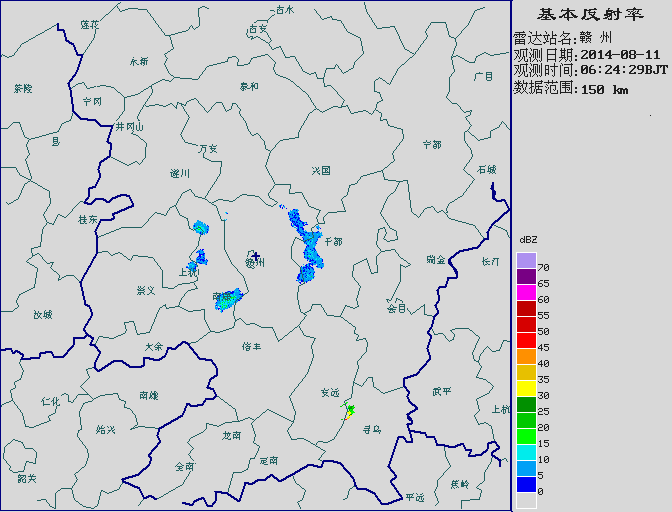 基本反射率
雷达站名:赣 州
观测日期:2014-08-11
观测时间:06:24:29BJT
数据范围:150 km
dBZ
70
65
60
55
50
45
40
35
30
25
20
15
10
5
0
吉水
莲花
吉安
永新
广昌
茶陵
泰和
宁冈
井冈山
宁都
万安
遂川
兴国
石城
桂东
于都
赣州
瑞金
长汀
崇义
会昌
汝城
大余
信丰
安远
武平
仁化
南雄
上杭
始兴
龙南
寻乌
全南
定南
韶关
蕉岭
平远